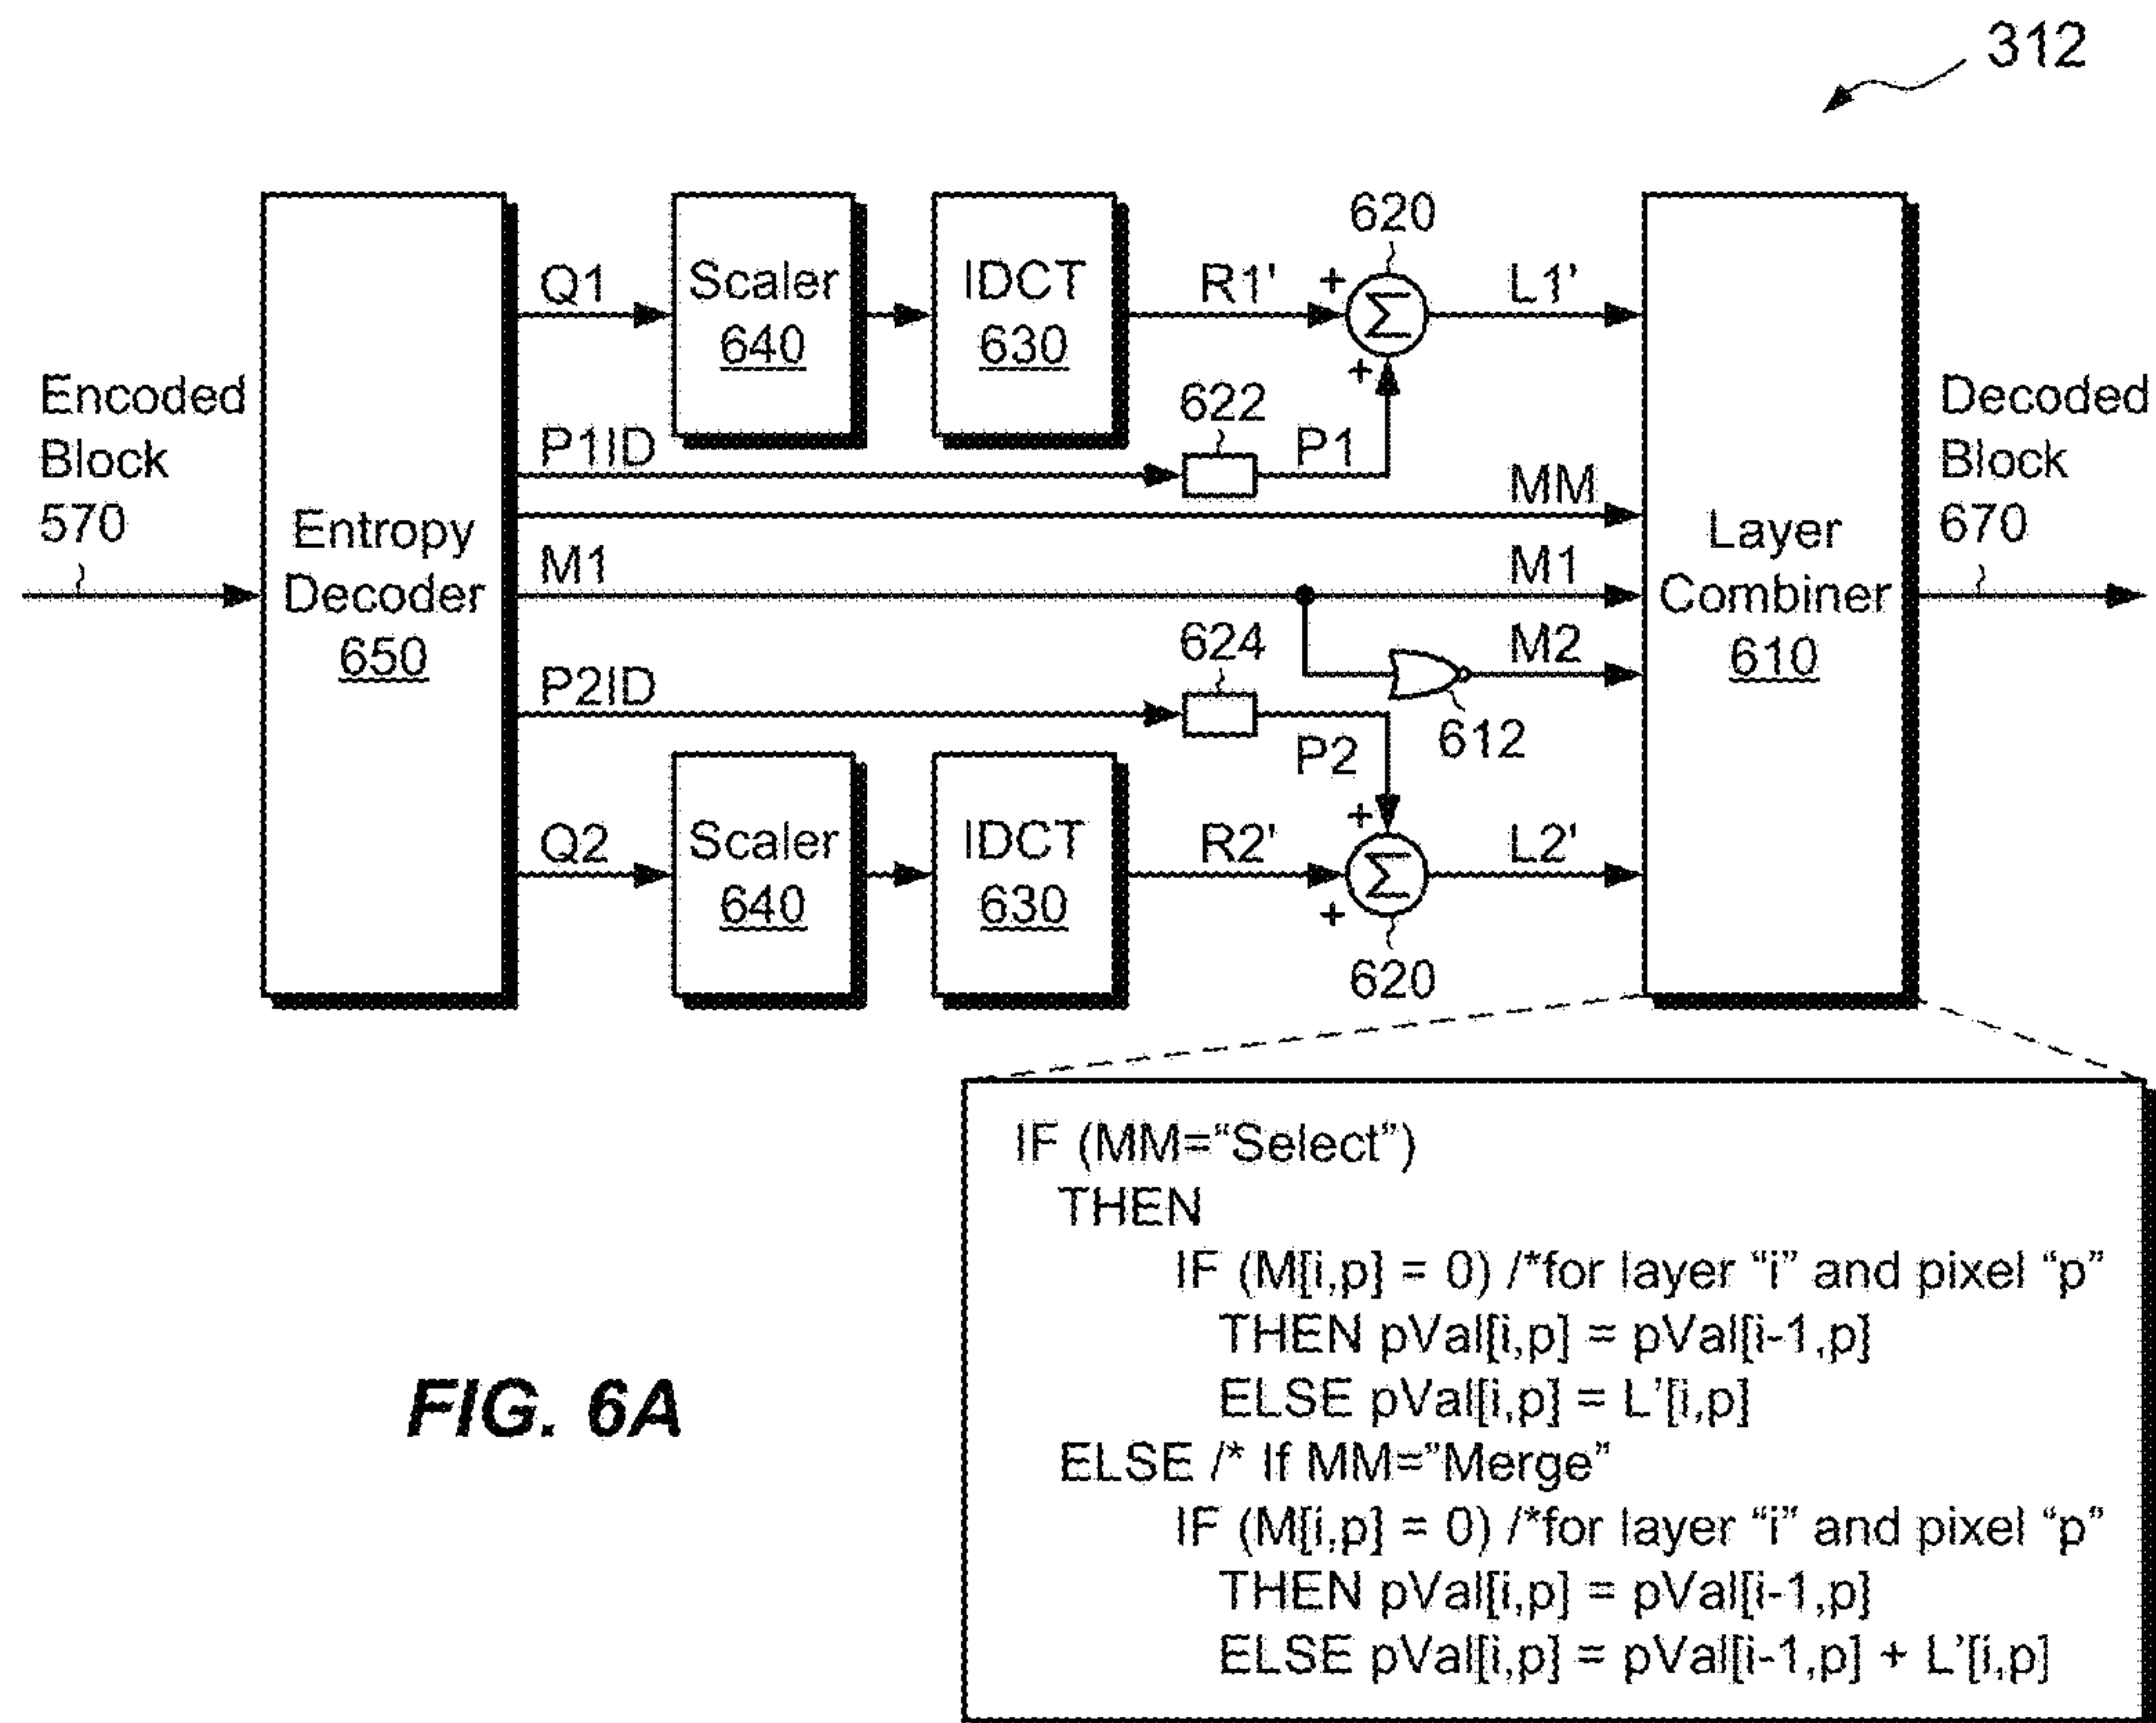 312
620
Q1
Scaler
640
IDCT
630
R1'
+
Σ
+
L1'
Encoded
Block
570
P1ID
622
P1
MM
Decoded
Block
670
Entropy
Decoder
650
M1
M1
Layer
Combiner
610
624
M2
P2ID
P2
612
Q2
Scaler
640
IDCT
630
R2'
+
Σ
+
L2'
620
IF (MM=“Select”)
THEN
IF (M[i,p] = 0) /*for layer “i” and pixel “p”
THEN pVal[i,p] = pVal[i-1,p]
ELSE pVal[i,p] = L’[i,p]
ELSE /* If MM=”Merge”
IF (M[i,p] = 0) /*for layer “i” and pixel “p”
THEN pVal[i,p] = pVal[i-1,p]
ELSE pVal[i,p] = pVal[i-1,p] + L’[i,p]
FIG. 6A